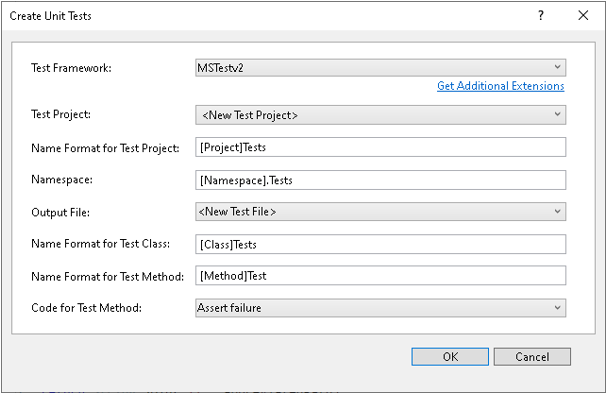 Create Unit Tests ?
Test Framework: MSTestv2
Get Additional Extensions
Test Project: <New Test Project>
Name Format for Test Project: [Project]Tests
Namespace: [Namespace].Tests
Output File: <New Test File>
Name Format for Test Class: [Class]Tests
Name Format for Test Method: [Method]Test
Code for Test Method: Assert failure
OK Cancel